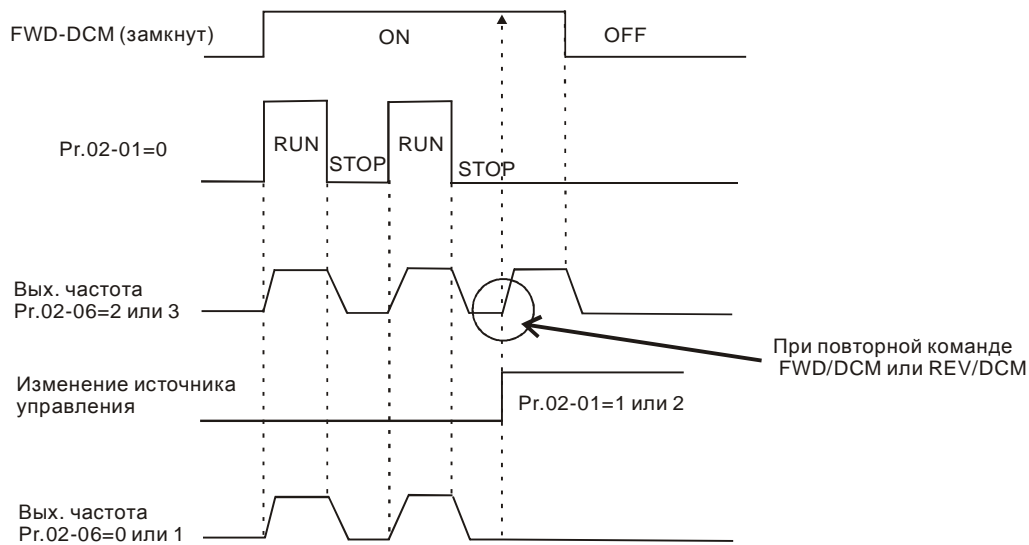 FWD-DCM (замкнут)
ON
OFF
Pr.02-01=0
RUN
STOP
RUN
STOP
Вых. частота
Pr.02-06=2 или 3
При повторной команде
FWD/DCM или REV/DCM
Изменение источника
управления
Pr.02-01=1 или 2
Вых. частота
Pr.02-06=0 или 1